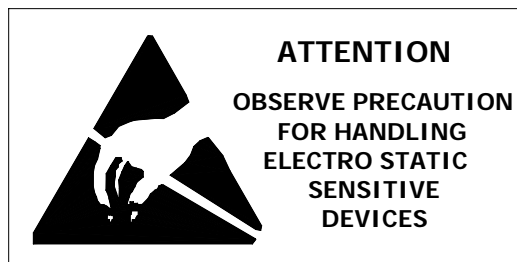 ATTENTION
OBSERVE PRECAUTION
FOR HANDLING
ELECTRO STATIC
SENSITIVE
DEVICES